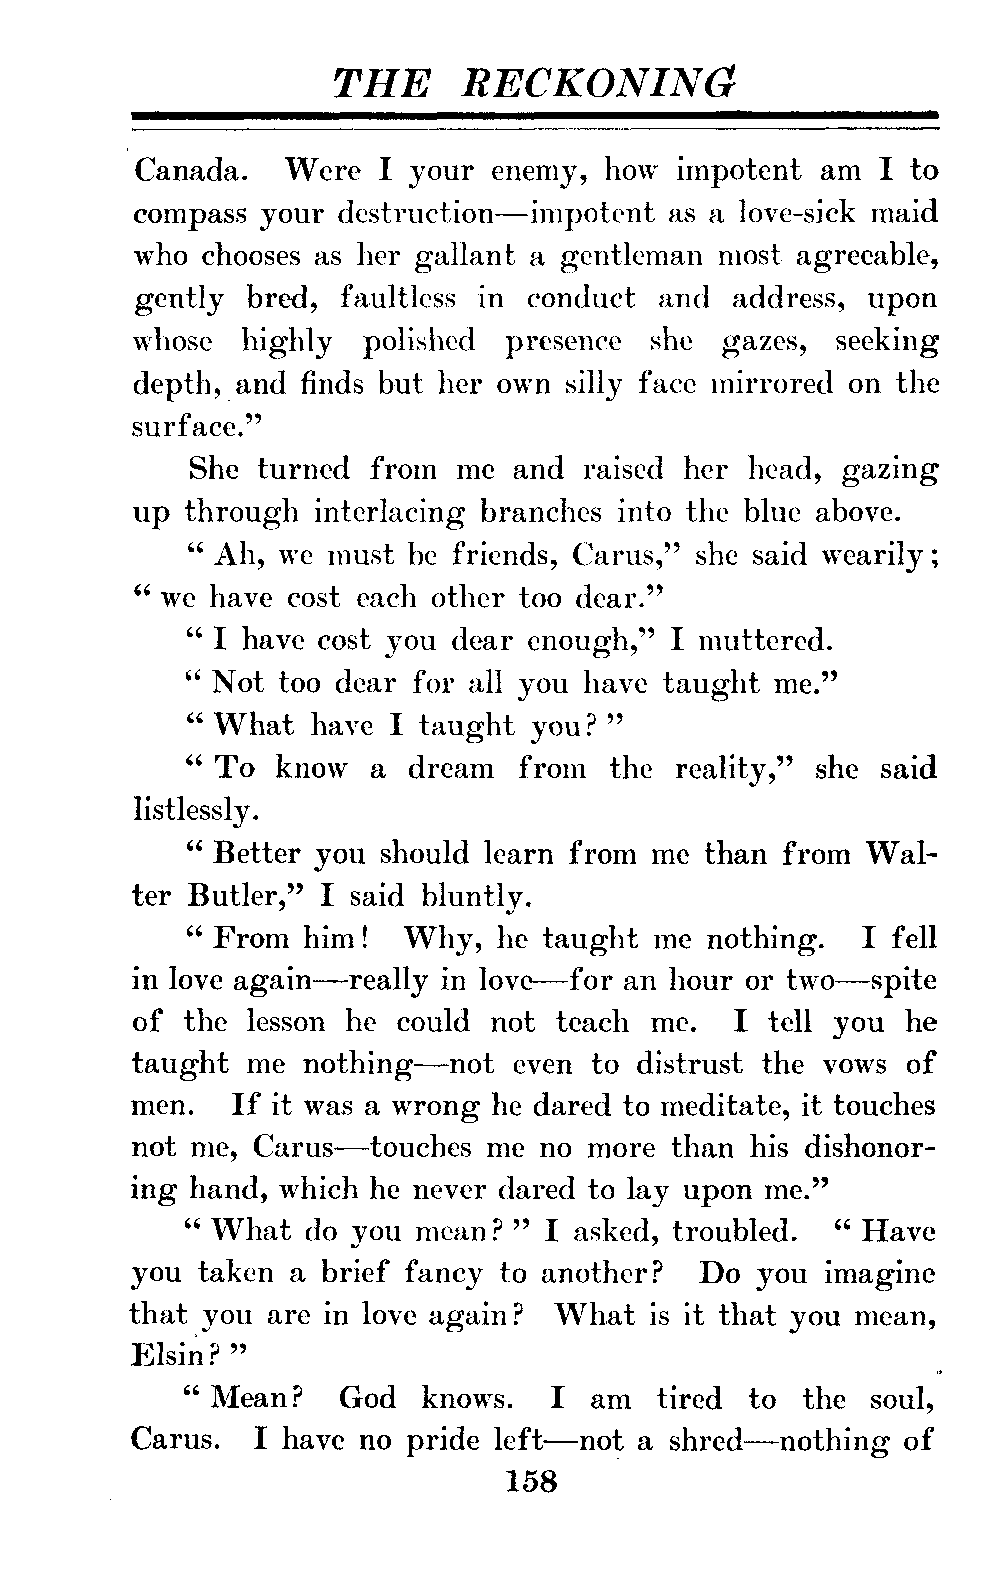 THE RECKONING
Canada. Were I your enemy, how impotent am I to
compass your destruction—impotent as a love-sick maid
who chooses as her gallant a gentleman most agreeable,
gently bred, faultless in conduct and address, upon
whose highly polished presence she gazes, seeking
depth, and finds but her own silly face mirrored on the
surface.”
She turned from me and raised her head, gazing
up through interlacing branches into the blue above.
“ Ah, we must be friends, Carus,” she said wearily;
“ we have cost each other too dear.”
“ I have cost you dear enough,” I muttered.
“ Not too dear for all you have taught me.”
“ What have I taught you? ”
“ To know a dream from the reality,” she said
listlessly.
“ Better you should learn from me than from Wal-
ter Butler,” I said bluntly.
“ From him! Why, he taught me nothing. I fell
in love again—really in love—for an hour or two—spite
of the lesson he could not teach me. I tell you he
taught me nothing—not even to distrust the vows of
men. If it was a wrong he dared to meditate, it touches
not me, Carus—touches me no more than his dishonor-
ing hand, which he never dared to lay upon me.”
“ What do you mean? ” I asked, troubled. “ Have
you taken a brief fancy to another? Do you imagine
that you are in love again? What is it that you mean,
Elsin? ”
“ Mean? God knows. I am tired to the soul,
Carus. I have no pride left—not a shred—nothing of
158